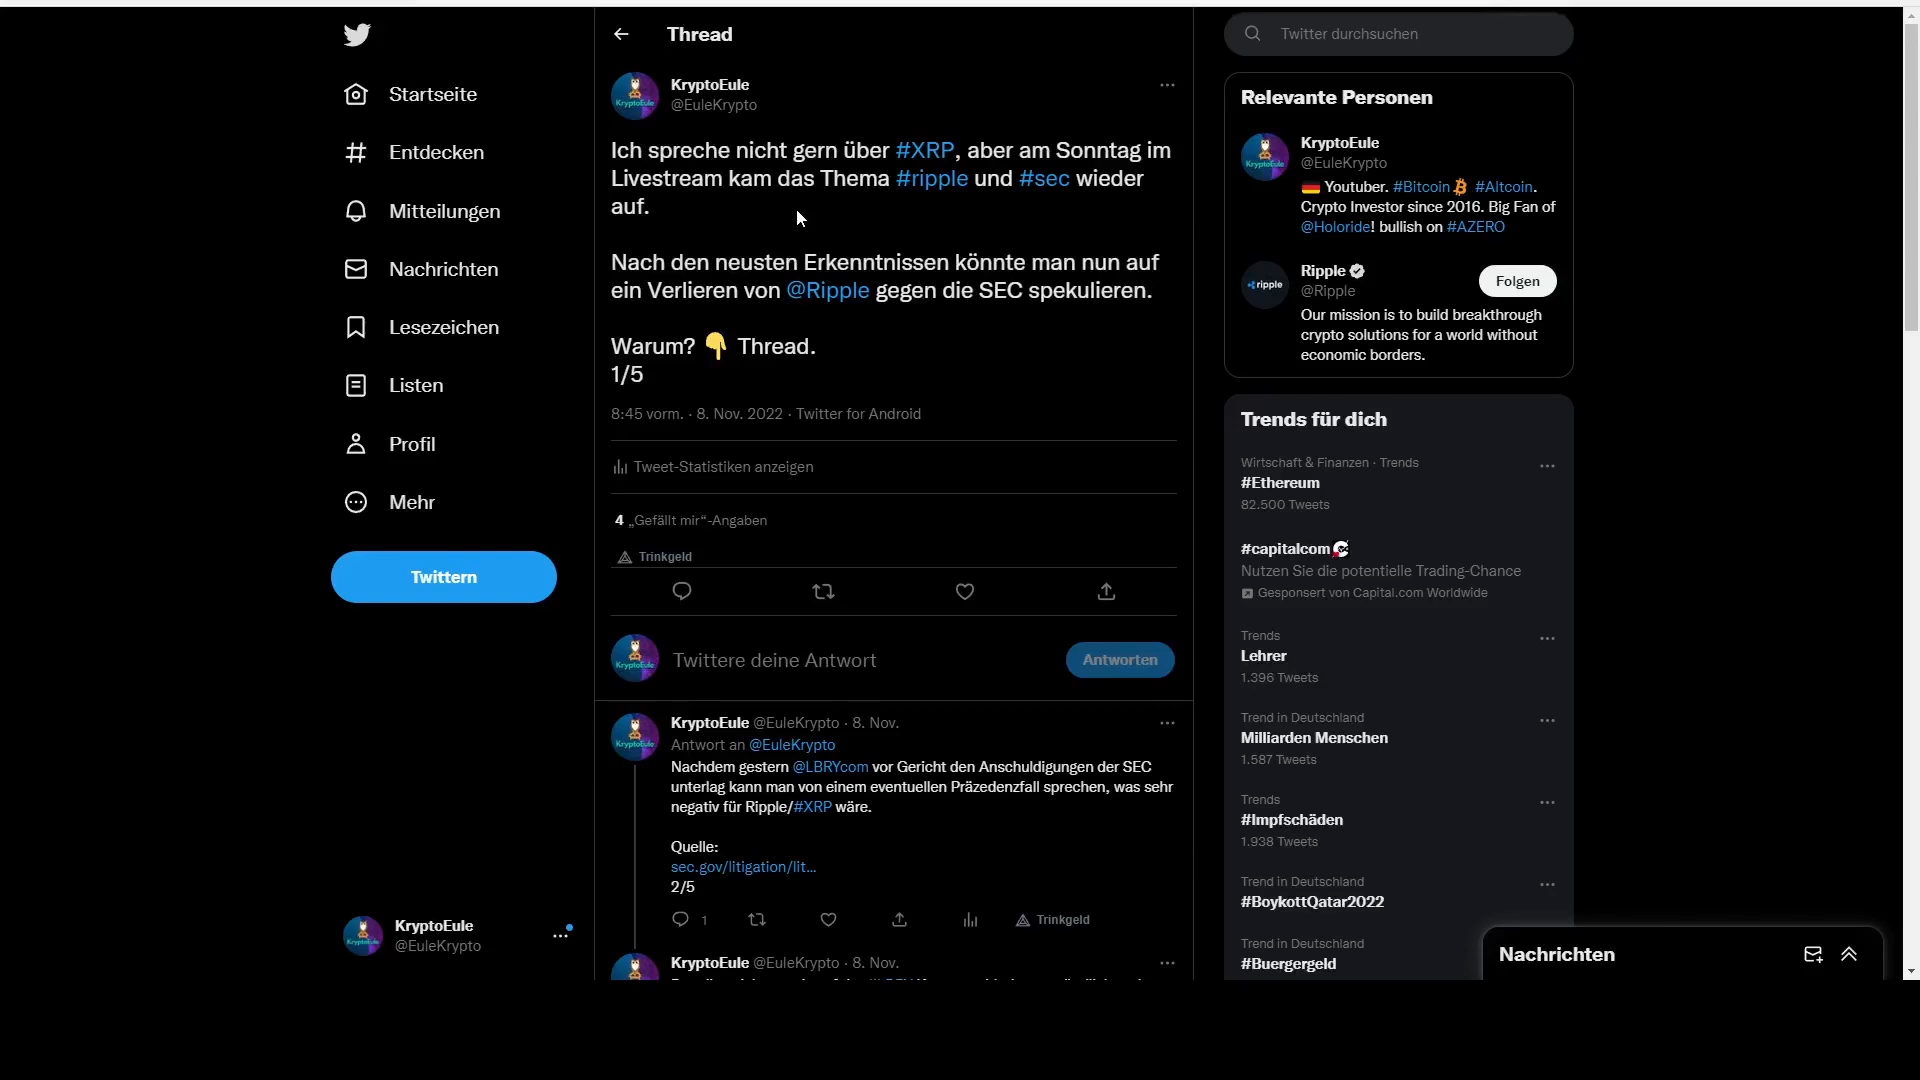 Startseite
Entdecken
Mitteilungen
Nachrichten
Lesezeichen
Listen
Profil
Mehr
Twittern
KryptoEule
@EuleKrypto
Thread
KryptoEule
@EuleKrypto
Ich spreche nicht gern über #XRP, aber am Sonntag im
Livestream kam das Thema #ripple und #sec wieder
auf.
Nach den neusten Erkenntnissen könnte man nun auf
ein Verlieren von @Ripple gegen die SEC spekulieren.
Warum? 👇 Thread.
1/5
8:45 vorm. · 8. Nov. 2022 · Twitter for Android
Tweet-Statistiken anzeigen
4 „Gefällt mir“-Angaben
Trinkgeld
Twittere deine Antwort
Antworten
KryptoEule @EuleKrypto · 8. Nov.
Antwort an @EuleKrypto
Nachdem gestern @LBRYcom vor Gericht den Anschuldigungen der SEC
unterlag kann man von einem eventuellen Präzedenzfall sprechen, was sehr
negativ für Ripple/#XRP wäre.
Quelle:
sec.gov/litigation/lit...
2/5
1
Trinkgeld
KryptoEule @EuleKrypto · 8. Nov.
Twitter durchsuchen
Relevante Personen
KryptoEule
@EuleKrypto
🇩🇪 Youtuber. #Bitcoin #Altcoin.
Crypto Investor since 2016. Big Fan of
@Holoride! bullish on #AZERO
Ripple
@Ripple
Folgen
Our mission is to build breakthrough
crypto solutions for a world without
economic borders.
ripple
Trends für dich
Wirtschaft & Finanzen · Trends
#Ethereum
82.500 Tweets
#capitalcom
Nutzen Sie die potentielle Trading-Chance
Gesponsert von Capital.com Worldwide
Trends
Lehrer
1.396 Tweets
Trend in Deutschland
Milliarden Menschen
1.587 Tweets
Trends
#Impfschäden
1.938 Tweets
Trend in Deutschland
#BoykottQatar2022
Trend in Deutschland
#Buergergeld
Nachrichten